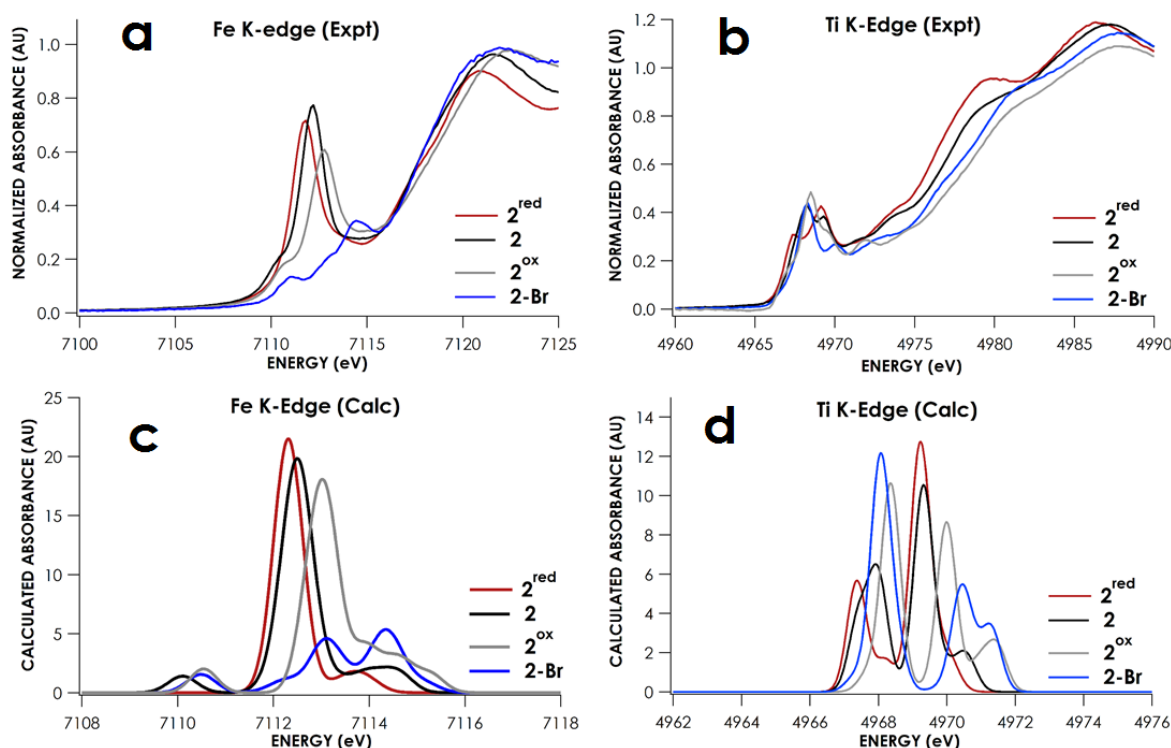 a
Fe K-edge (Expt)
NORMALIZED ABSORBANCE (AU)
1.0
0.8
0.6
0.4
0.2
0.0
7100
7105
7110
7115
7120
7125
ENERGY (eV)
2red
2
2ox
2-Br
b
Ti K-Edge (Expt)
NORMALIZED ABSORBANCE (AU)
1.2
1.0
0.8
0.6
0.4
0.2
0.0
4960
4965
4970
4975
4980
4985
4990
ENERGY (eV)
2red
2
2ox
2-Br
c
Fe K-Edge (Calc)
CALCULATED ABSORBANCE (AU)
25
20
15
10
5
0
7108
7110
7112
7114
7116
7118
ENERGY (eV)
2red
2
2ox
2-Br
d
Ti K-Edge (Calc)
CALCULATED ABSORBANCE (AU)
14
12
10
8
6
4
2
0
4962
4964
4966
4968
4970
4972
4974
4976
ENERGY (eV)
2red
2
2ox
2-Br